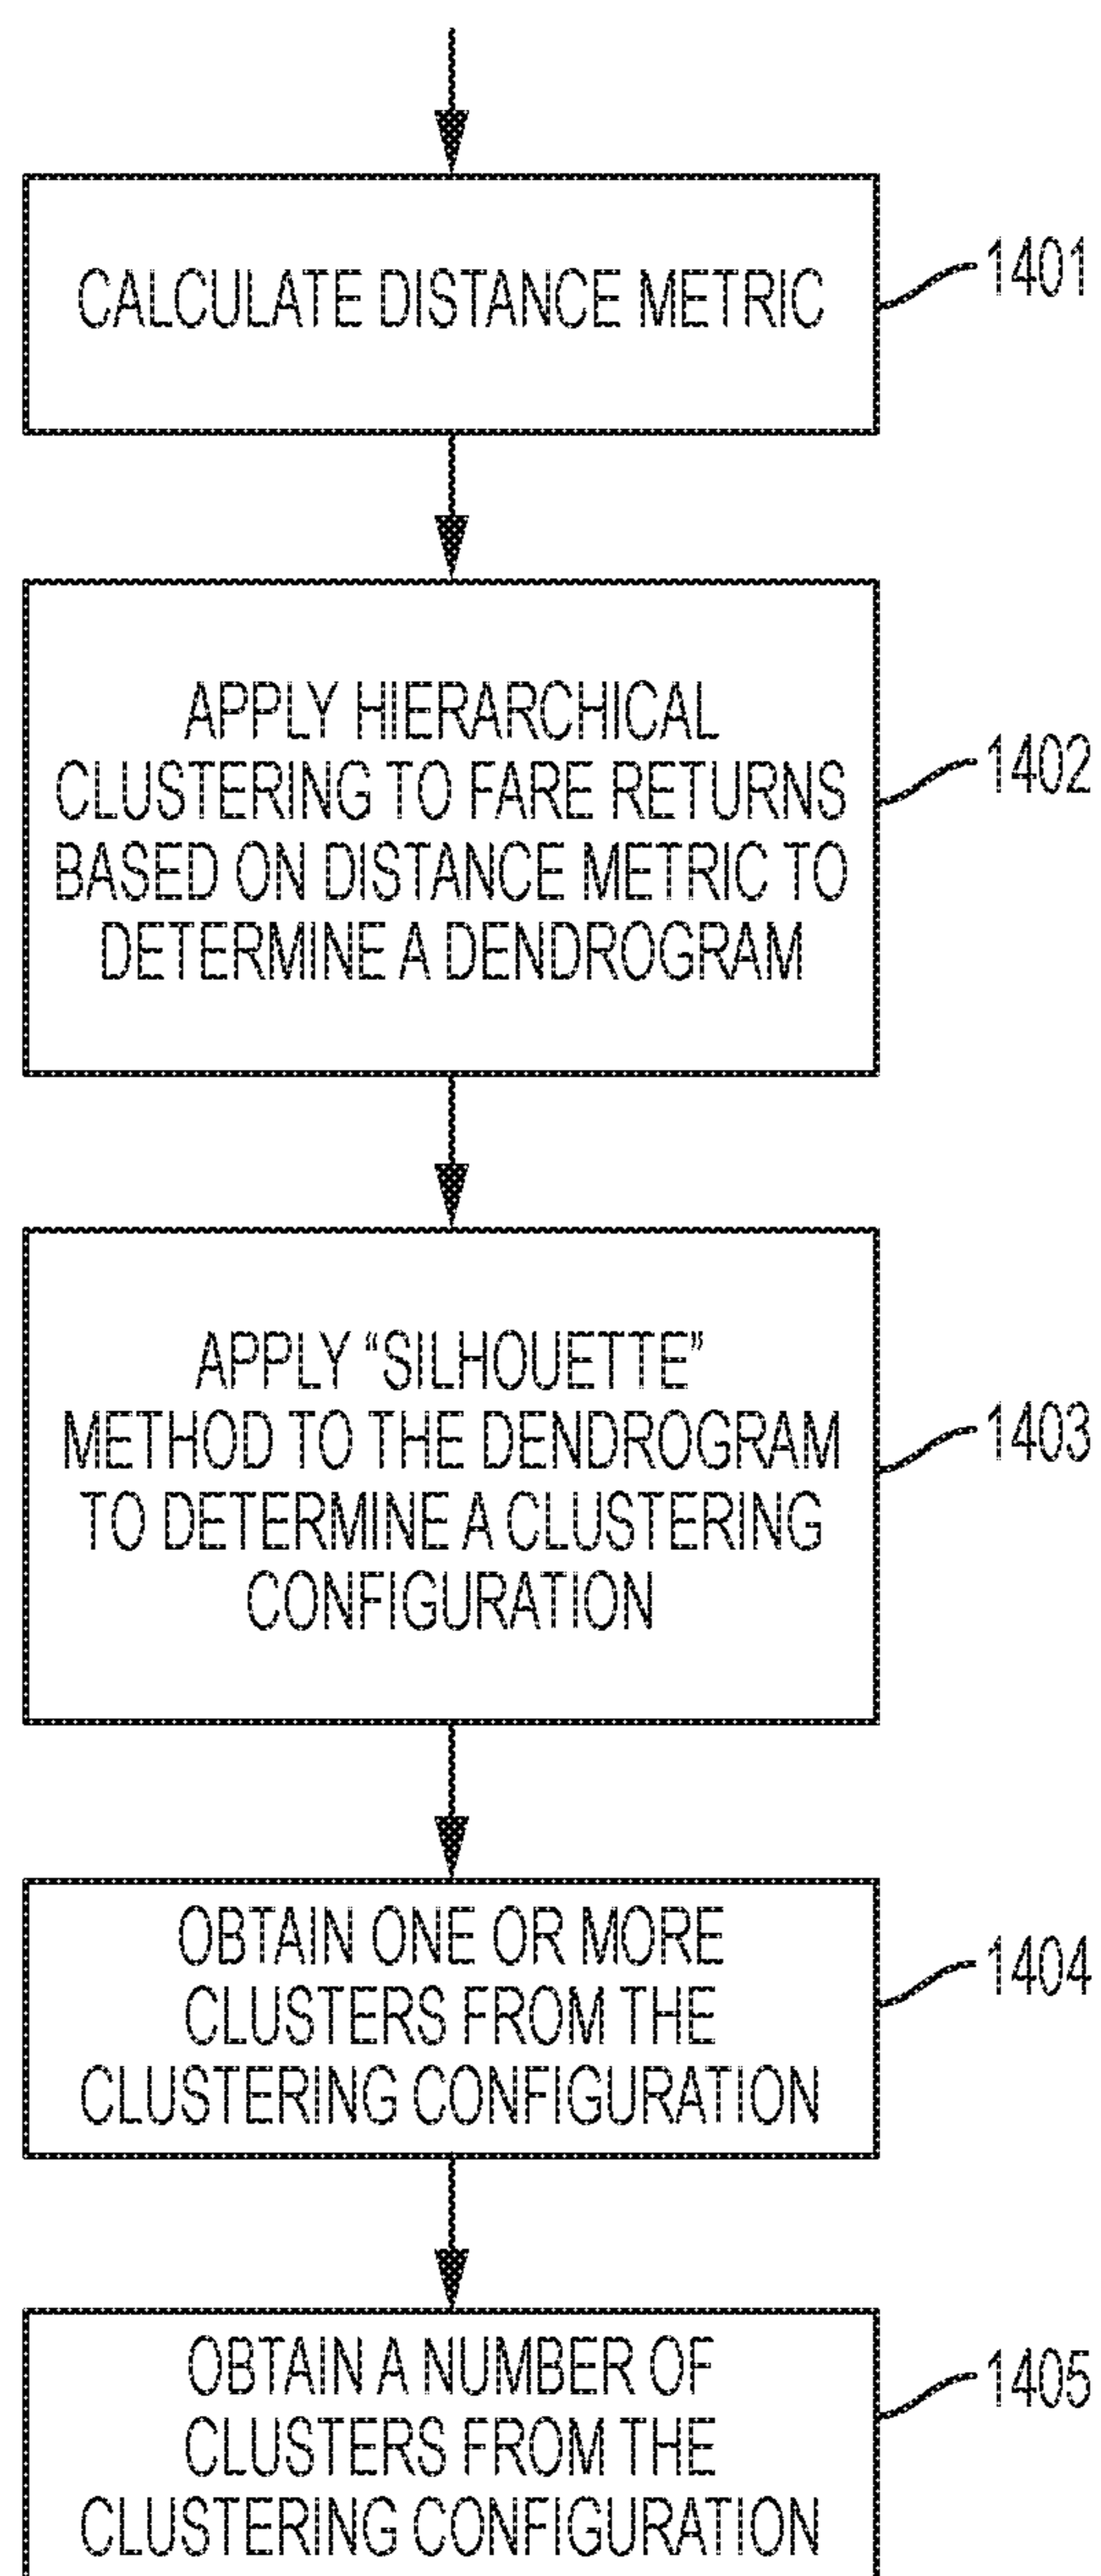 CALCULATE DISTANCE METRIC
1401
APPLY HIERARCHICAL
CLUSTERING TO FARE RETURNS
BASED ON DISTANCE METRIC TO
DETERMINE A DENDROGRAM
1402
APPLY “SILHOUETTE”
METHOD TO THE DENDROGRAM
TO DETERMINE A CLUSTERING
CONFIGURATION
1403
OBTAIN ONE OR MORE
CLUSTERS FROM THE
CLUSTERING CONFIGURATION
1404
OBTAIN A NUMBER OF
CLUSTERS FROM THE
CLUSTERING CONFIGURATION
1405